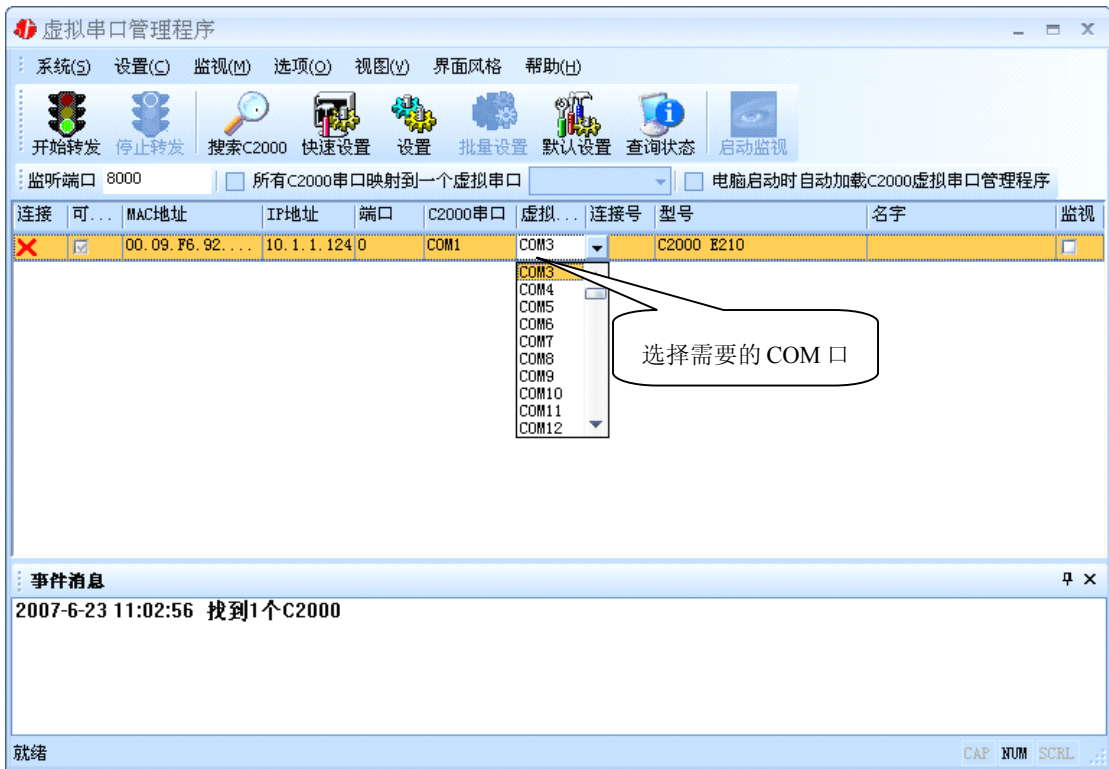 虚拟串口管理程序
系统(S) 设置(C) 监视(M) 选项(O) 视图(V) 界面风格 帮助(H)
开始转发 停止转发 搜索C2000 快速设置 设置 批量设置 默认设置 查询状态 启动监视
监听端口 8000 所有C2000串口映射到一个虚拟串口 电脑启动时自动加载C2000虚拟串口管理程序
连接 可... MAC地址 IP地址 端口 C2000串口 虚拟... 连接号 型号 名字 监视
00.09.F6.92.... 10.1.1.124 0 COM1 COM3 C2000 E210
COM3
COM4
COM5
COM6
COM7
COM8
COM9
COM10
COM11
COM12
选择需要的 COM 口
事件消息
2007-6-23 11:02:56 找到1个C2000
就绪 CAP NUM SCRL